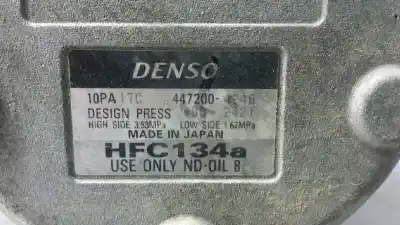 DENSO
10PA17C 447200-
DESIGN PRESS
HIGH SIDE 3.53MPa LOW SIDE 1.62MPa
MADE IN JAPAN
HFC134a
USE ONLY ND-OIL 8